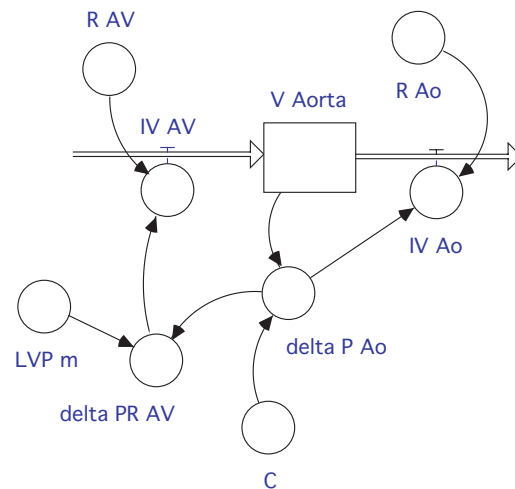 R AV
R Ao
V Aorta
IV AV
IV Ao
LVP m
delta P Ao
delta PR AV
C